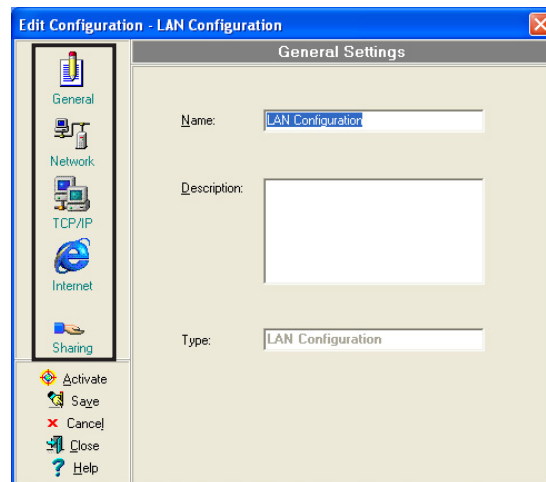 Edit Configuration - LAN Configuration
General Settings
General
Network
TCP/IP
Internet
Sharing
Name:
LAN Configuration
Description:
Type:
LAN Configuration
Activate
Save
Cancel
Close
Help